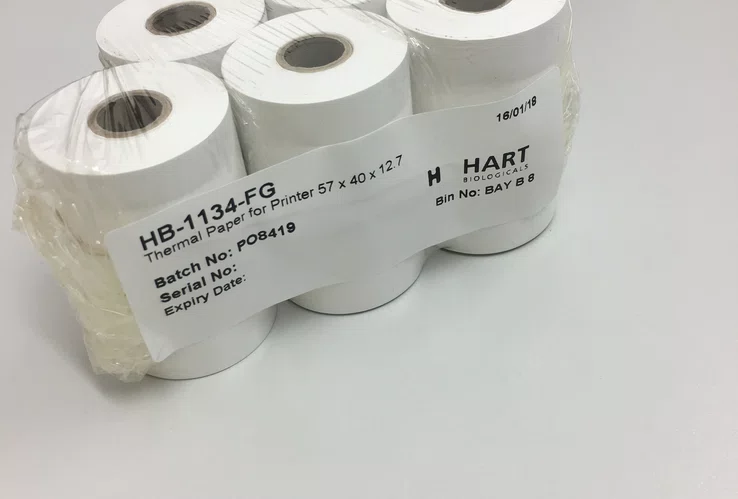 16/01/18
H HART
BIOLOGICALS
Bin No: BAY B 8
HB-1134-FG
Thermal Paper for Printer 57 x 40 x 12.7
Batch No: PO8419
Serial No:
Expiry Date: